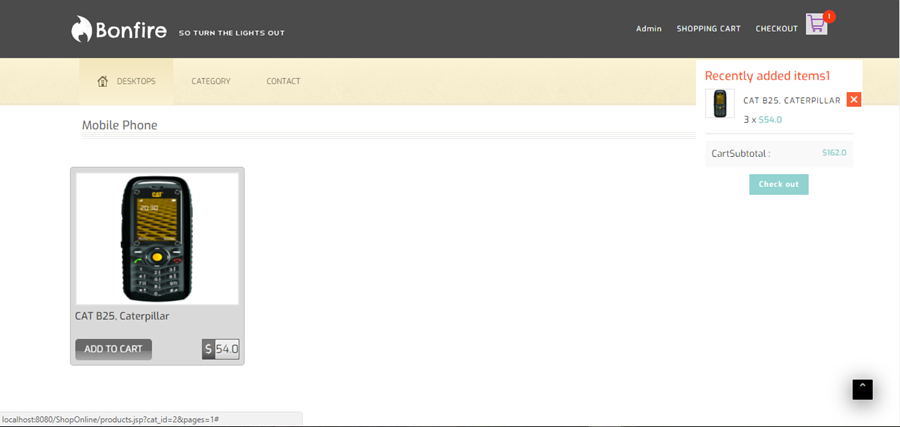 Bonfire SO TURN THE LIGHTS OUT
Admin SHOPPING CART CHECKOUT 1
DESKTOPS CATEGORY CONTACT
Recently added items1
CAT B25, CATERPILLAR
3 x $54.0
CartSubtotal : $162.0
Check out
Mobile Phone
CAT
20:30
CAT B25, Caterpillar
ADD TO CART $ 54.0
localhost:8080/ShopOnline/products.jsp?cat_id=2&pages=1#